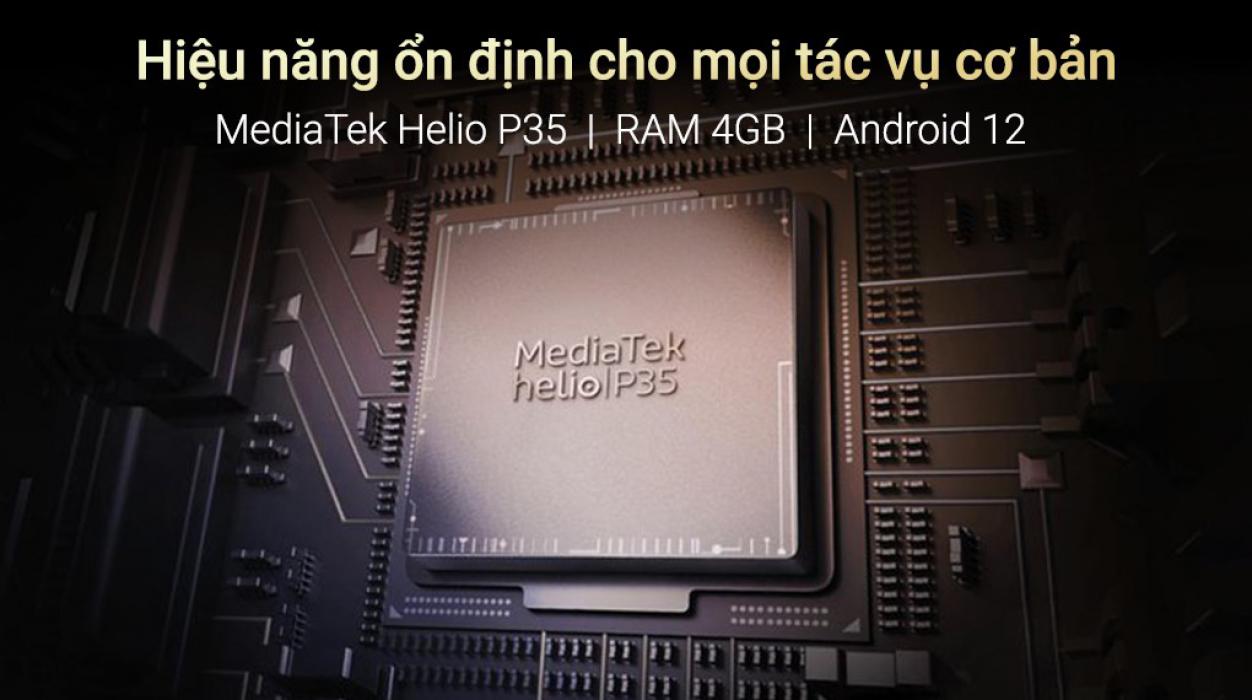 Hiệu năng ổn định cho mọi tác vụ cơ bản
MediaTek Helio P35 | RAM 4GB | Android 12
MediaTek
helio|P35